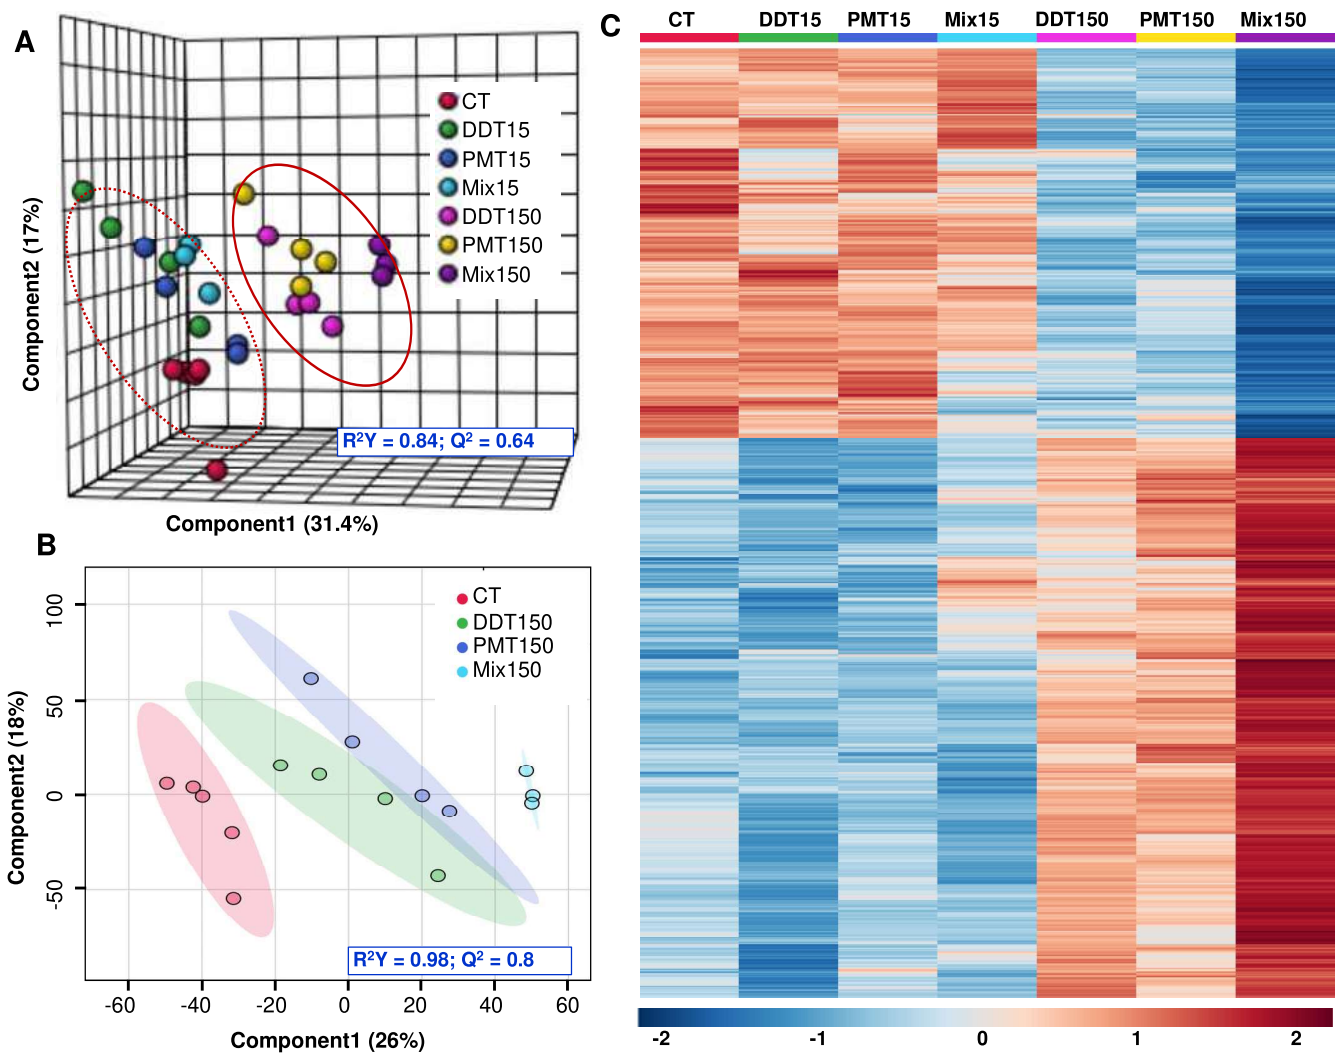 A
CT
DDT15
PMT15
Mix15
DDT150
PMT150
Mix150
Component2 (17%)
R²Y = 0.84; Q² = 0.64
Component1 (31.4%)
B
CT
DDT150
PMT150
Mix150
100
50
0
-50
Component2 (18%)
R²Y = 0.98; Q² = 0.8
-60 -40 -20 0 20 40 60
Component1 (26%)
C
CT DDT15 PMT15 Mix15 DDT150 PMT150 Mix150
-2 -1 0 1 2